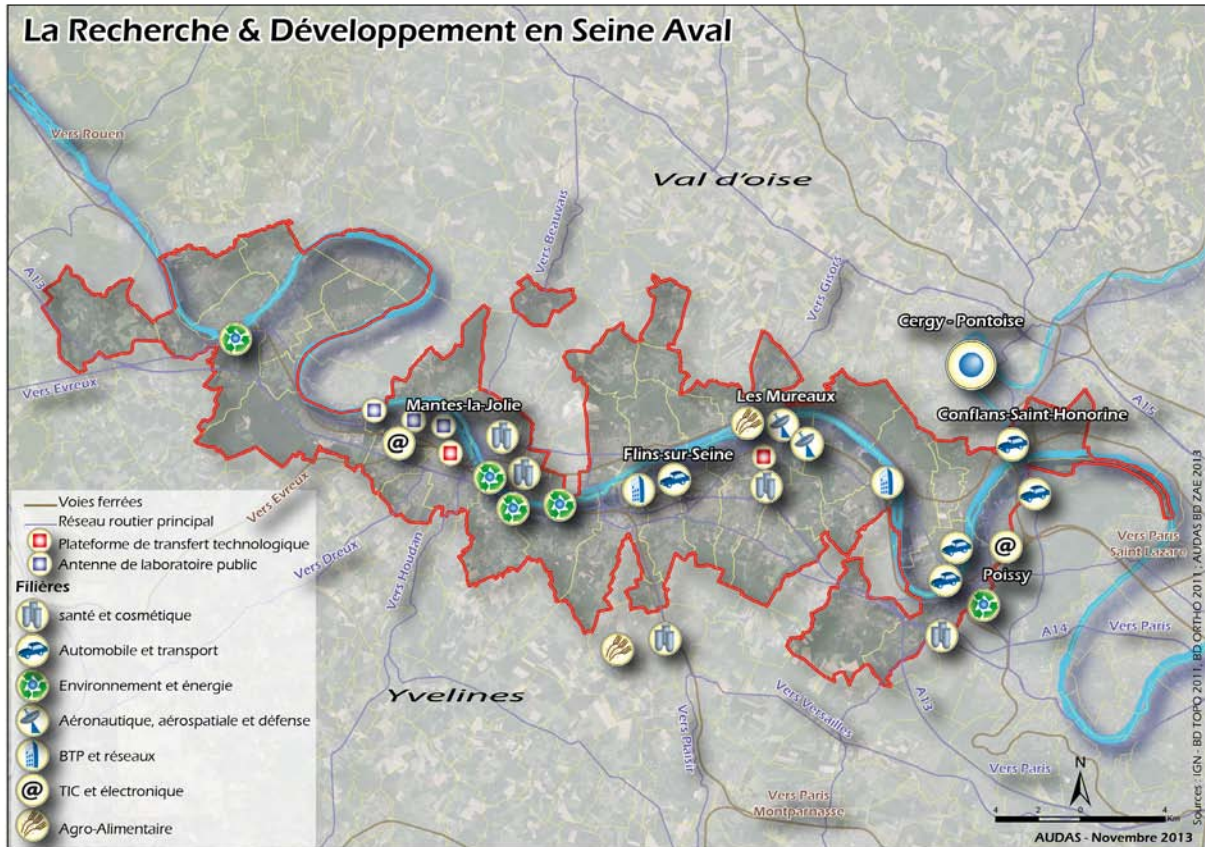 La Recherche & Développement en Seine Aval
Vers Rouen
Val d'oise
Vers Beauvais
A13
Vers Gisors
Cergy - Pontoise
Vers Evreux
Mantes-la-Jolie
Les Mureaux
Conflans-Saint-Honorine
A15
@
Flins-sur-Seine
Vers Evreux
Vers Dreux
Vers Houdan
@
Poissy
Vers Paris
Saint Lazare
A14
Vers Paris
Yvelines
Vers Plaisir
Vers Versailles
A13
Vers Paris
Vers Paris
Montparnasse
Voies ferrées
Réseau routier principal
Plateforme de transfert technologique
Antenne de laboratoire public
Filières
santé et cosmétique
Automobile et transport
Environnement et énergie
Aéronautique, aérospatiale et défense
BTP et réseaux
@ TIC et électronique
Agro-Alimentaire
N
4 2 0 4
Km
AUDAS - Novembre 2013
Sources : IGN - BD TOPO 2011, BD ORTHO 2011 , AUDAS BD ZAE 2013